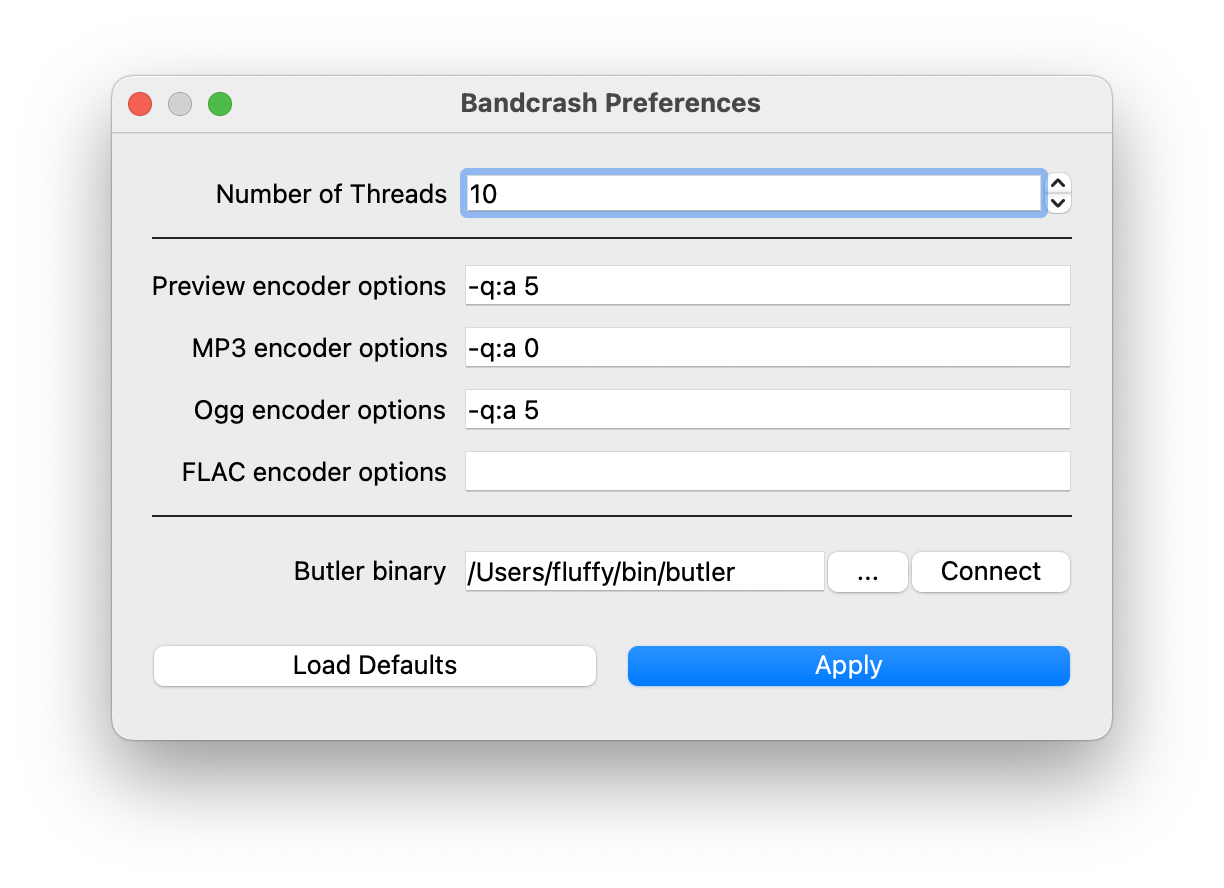 Bandcrash Preferences
Number of Threads 10
Preview encoder options -q:a 5
MP3 encoder options -q:a 0
Ogg encoder options -q:a 5
FLAC encoder options
Butler binary /Users/fluffy/bin/butler ... Connect
Load Defaults Apply